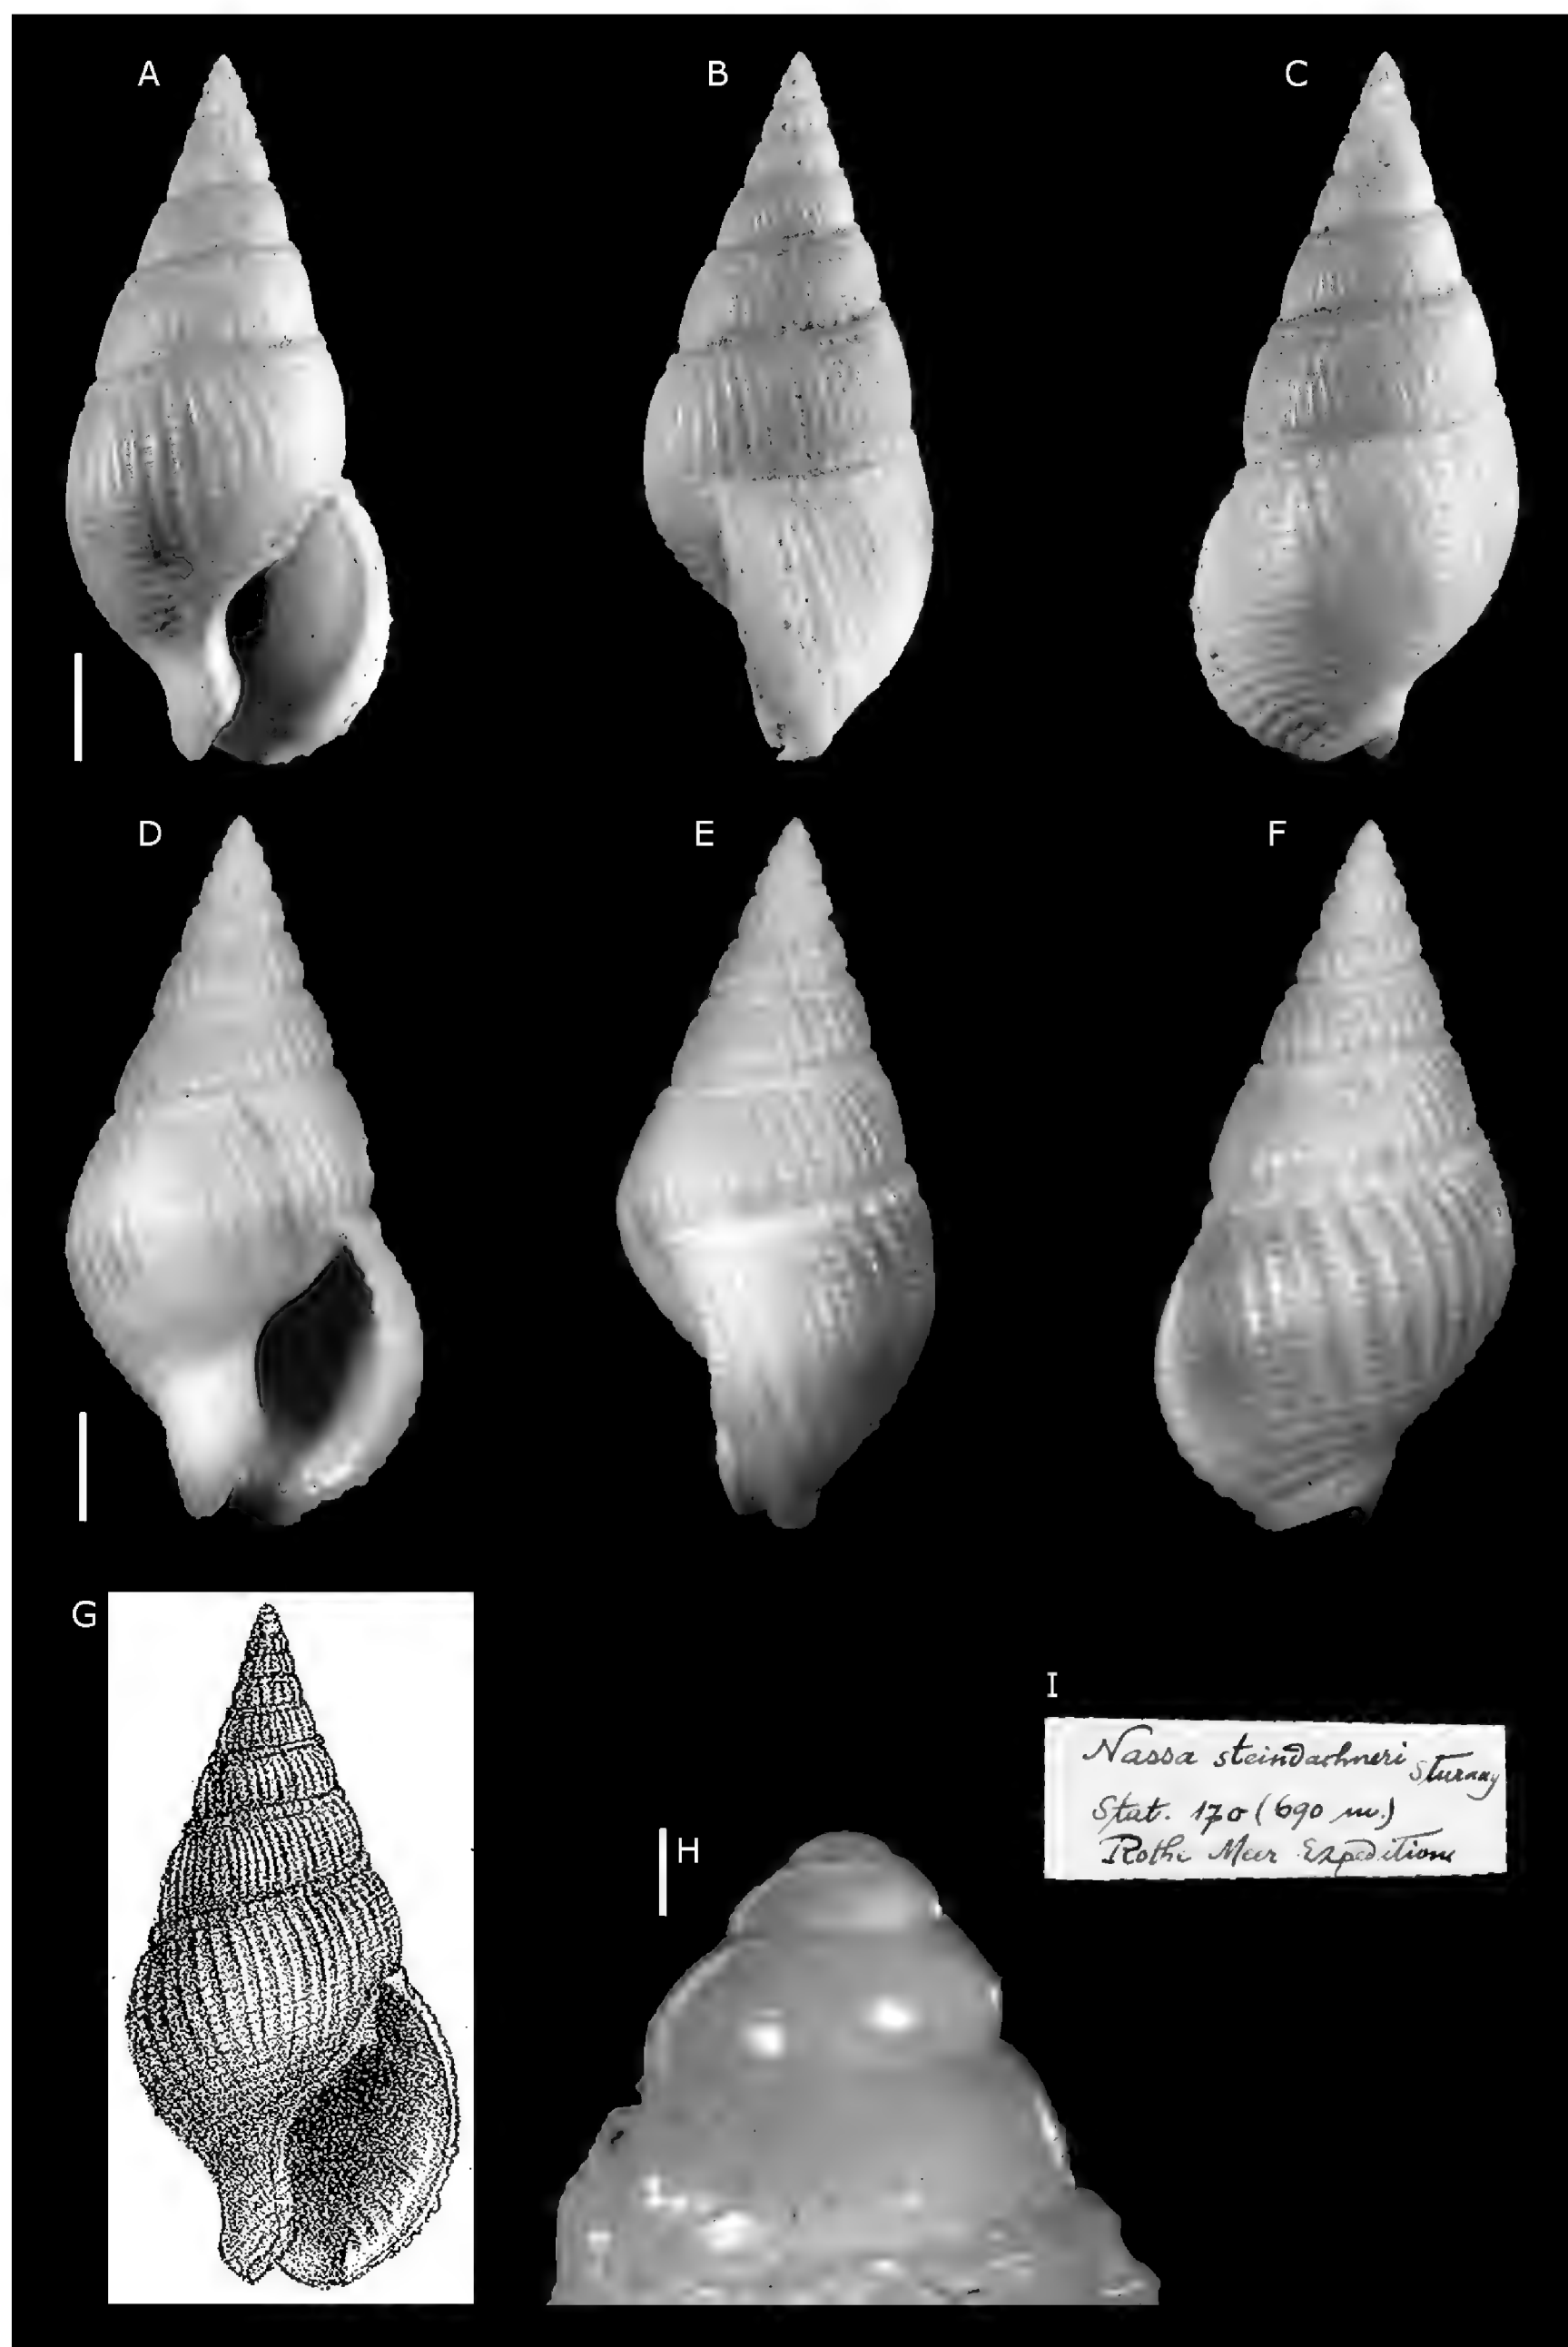 A
B
C
D
E
F
G
I
Nassa steindachneri Sturany
Stat. 170 (690 m.)
Rothe Meer Expedition
H